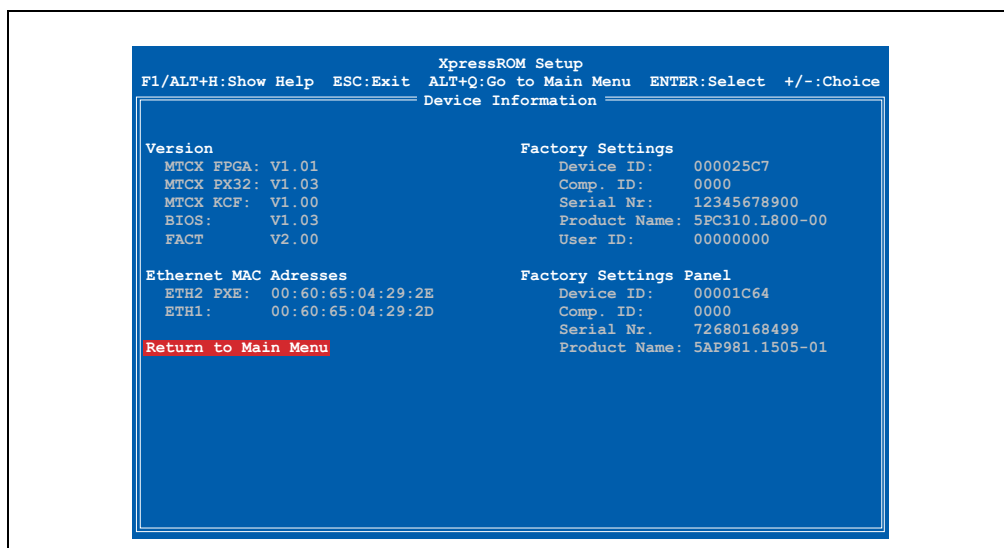 XpressROM Setup
F1/ALT+H:Show Help ESC:Exit ALT+Q:Go to Main Menu ENTER:Select +/-:Choice
Device Information
Version
MTCX FPGA: V1.01
MTCX PX32: V1.03
MTCX KCF: V1.00
BIOS: V1.03
FACT V2.00
Ethernet MAC Adresses
ETH2 PXE: 00:60:65:04:29:2E
ETH1: 00:60:65:04:29:2D
Return to Main Menu
Factory Settings
Device ID: 000025C7
Comp. ID: 0000
Serial Nr: 12345678900
Product Name: 5PC310.L800-00
User ID: 00000000
Factory Settings Panel
Device ID: 00001C64
Comp. ID: 0000
Serial Nr. 72680168499
Product Name: 5AP981.1505-01